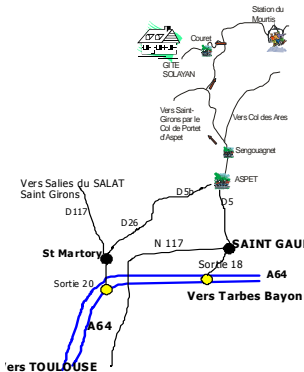 Station du
Mourtis
Couret
GITE
SOLAYAN
Vers Saint-
Girons par le
Col de Portet
d'Aspet
Vers Col des Ares
Sengouagnet
ASPET
Vers Salies du SALAT
Saint Girons
D5b
D5
D117
D26
N 117
St Martory
SAINT GAU
Sortie 18
Sortie 20
A64
Vers Tarbes Bayon
A64
ers TOULOUSE